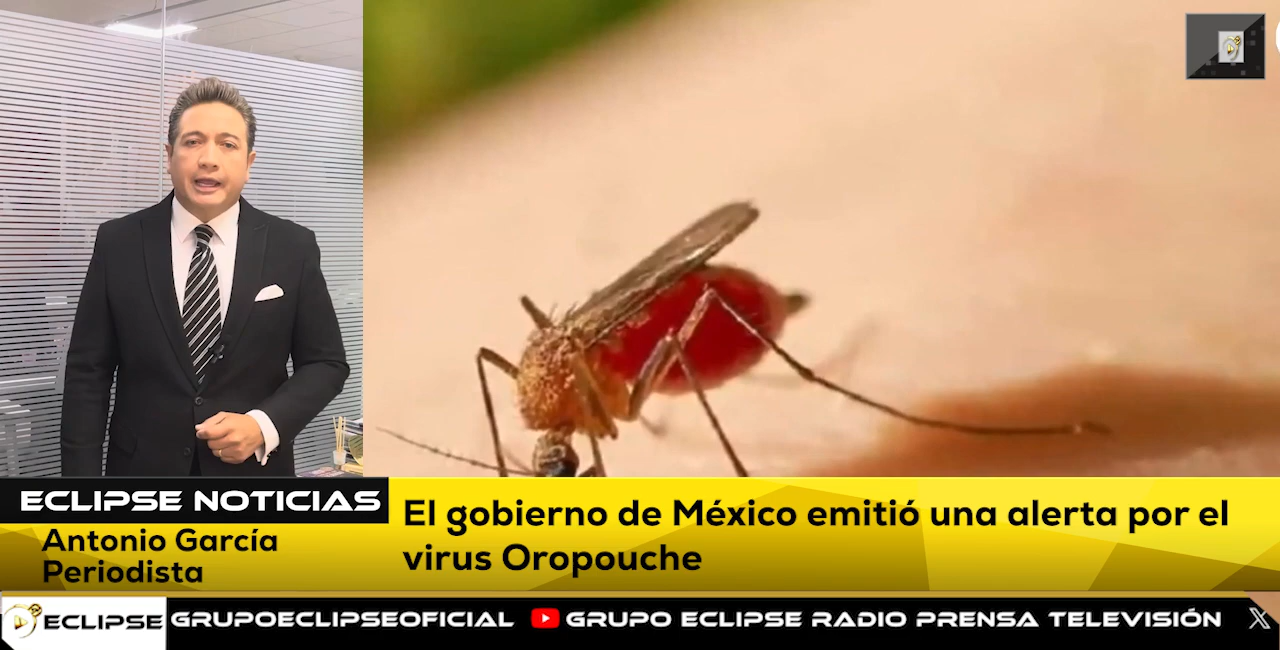 ECLIPSE NOTICIAS
Antonio García
Periodista
El gobierno de México emitió una alerta por el
virus Oropouche
ECLIPSE
GRUPOECLIPSEOFICIAL
GRUPO ECLIPSE RADIO PRENSA TELEVISIÓN